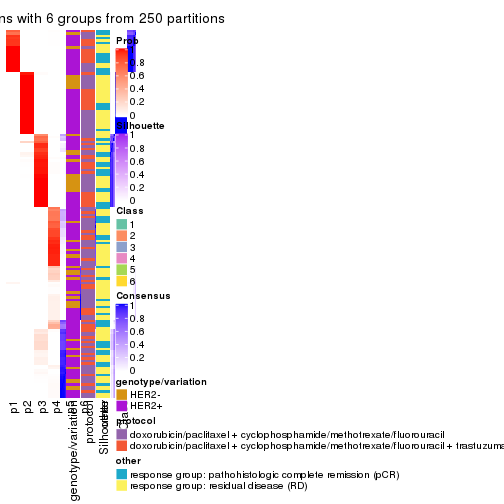 ns with 6 groups from 250 partitions
Prob
1
0.8
0.6
0.4
0.2
0
Silhouette
1
0.8
0.6
0.4
0.2
0
Class
1
2
3
4
5
6
Consensus
1
0.8
0.6
0.4
0.2
0
genotype/variation
HER2-
HER2+
protocol
doxorubicin/paclitaxel + cyclophosphamide/methotrexate/fluorouracil
doxorubicin/paclitaxel + cyclophosphamide/methotrexate/fluorouracil + trastuzuma
other
response group: pathohistologic complete remission (pCR)
response group: residual disease (RD)
p1
p2
p3
p4
genotype/variation
protocol
Silhouette